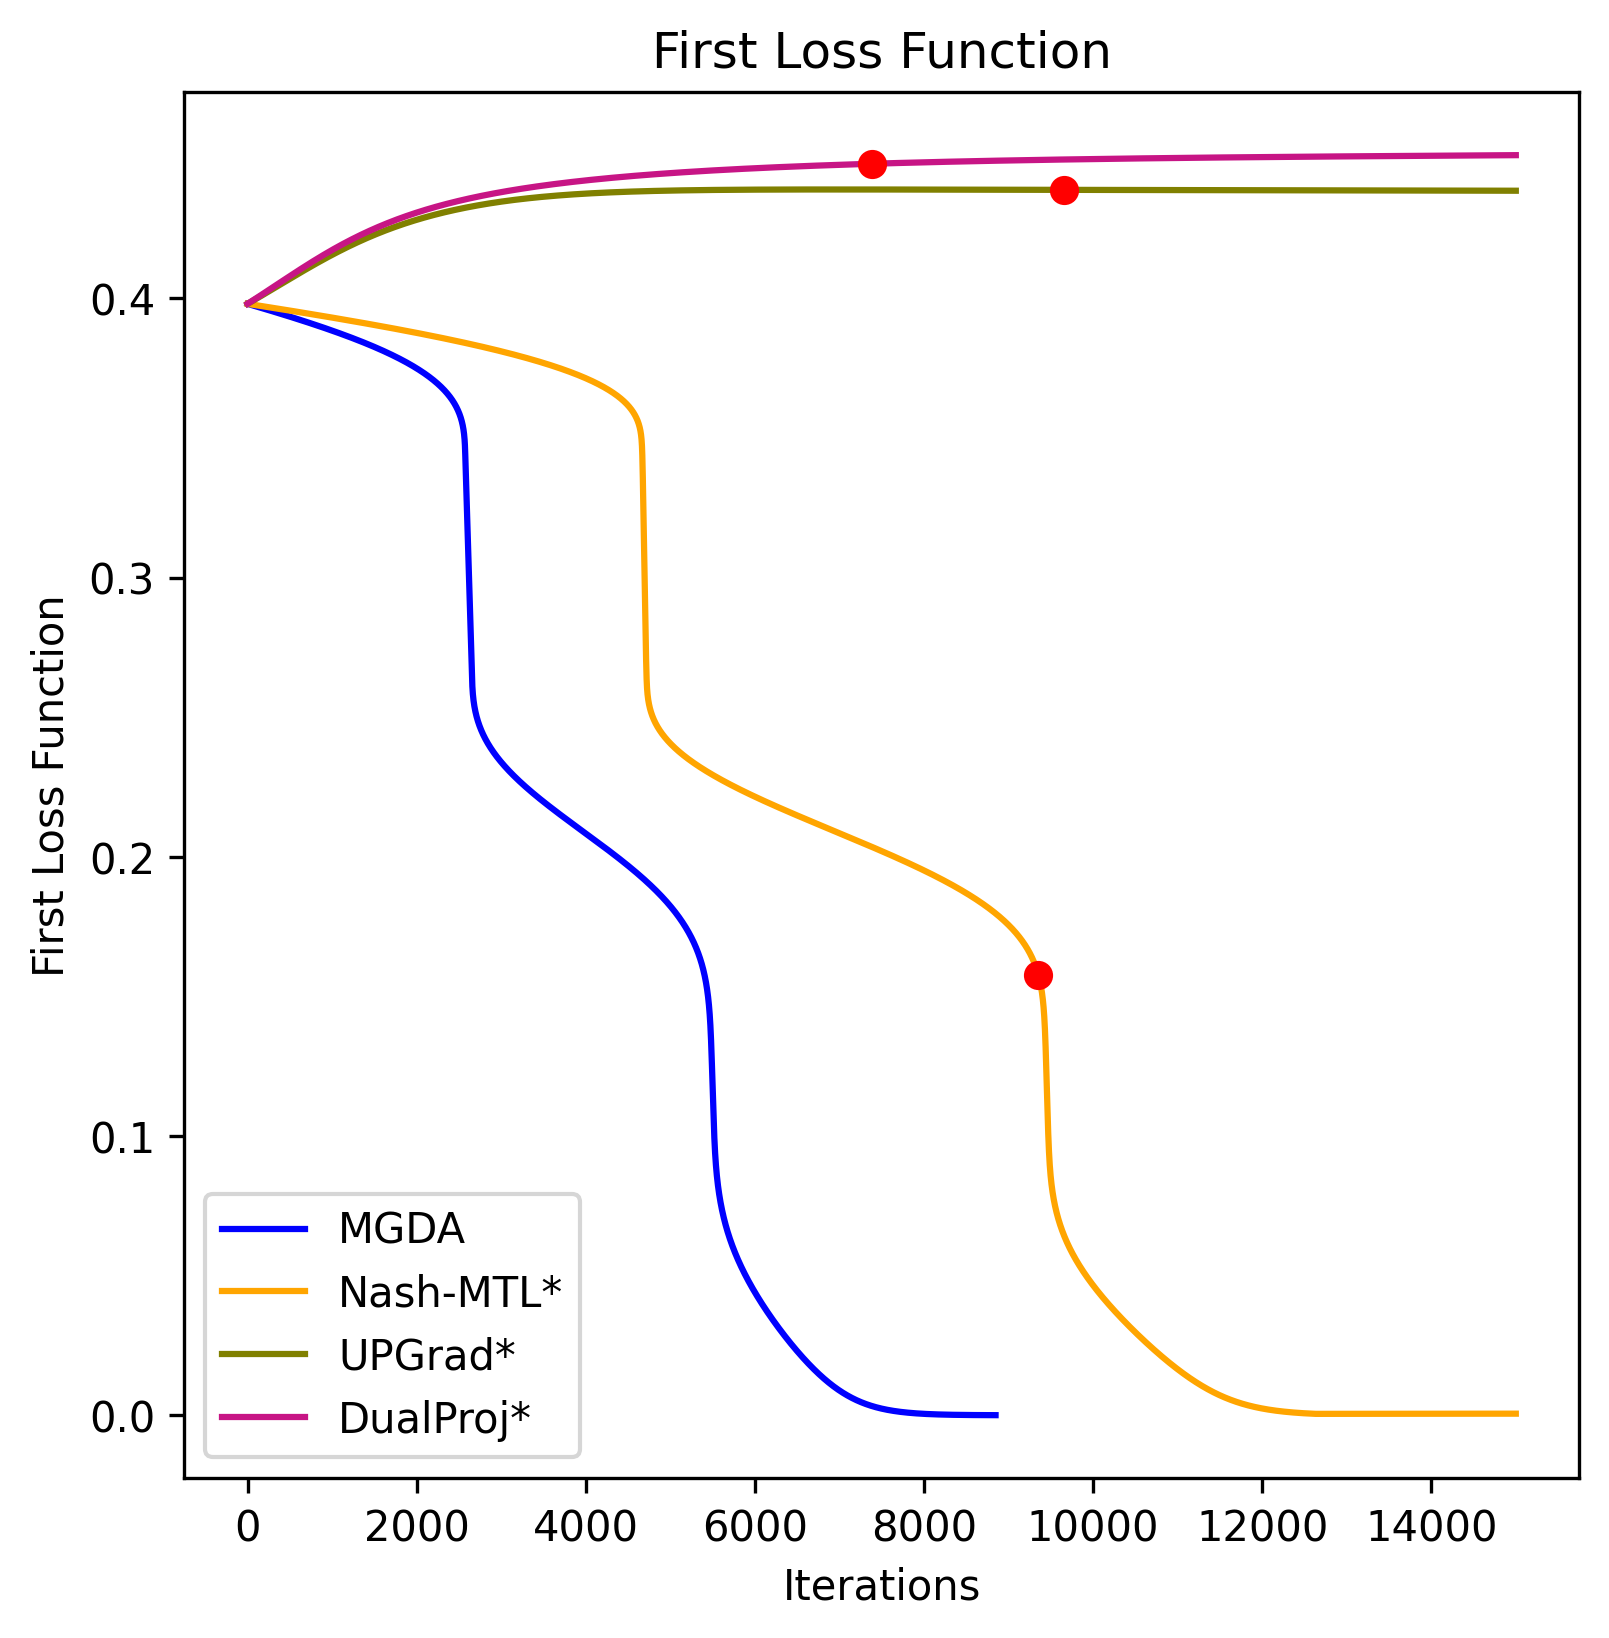 First Loss Function
First Loss Function
0.4
0.3
0.2
0.1
0.0
MGDA
Nash-MTL*
UPGrad*
DualProj*
0 2000 4000 6000 8000 10000 12000 14000
Iterations